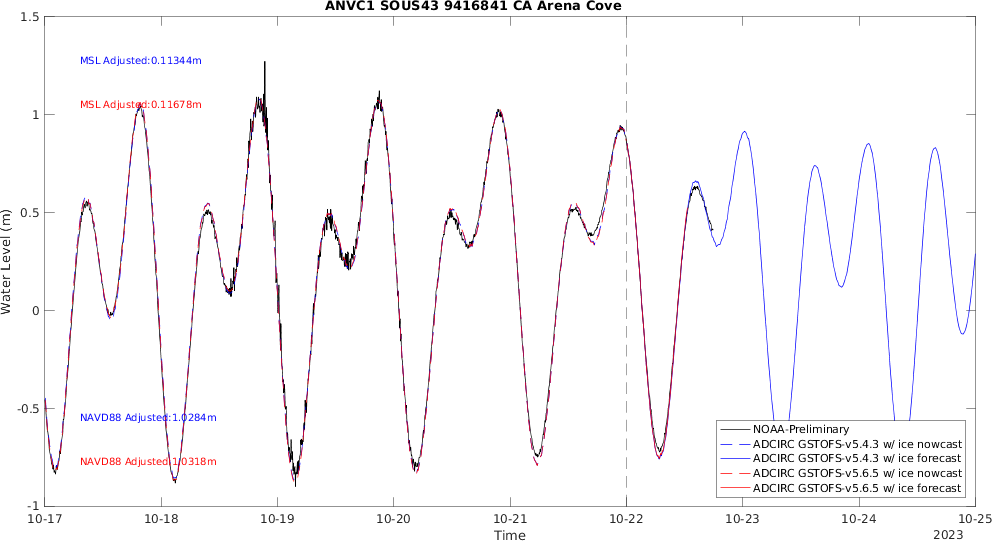 ANVC1 SOUS43 9416841 CA Arena Cove
1.5
MSL Adjusted:0.11344m
MSL Adjusted:0.11678m
1
0.5
Water Level (m)
0
-0.5
NAVD88 Adjusted:1.0284m
NAVD88 Adjusted:1.0318m
-1
NOAA-Preliminary
ADCIRC GSTOFS-v5.4.3 w/ ice nowcast
ADCIRC GSTOFS-v5.4.3 w/ ice forecast
ADCIRC GSTOFS-v5.6.5 w/ ice nowcast
ADCIRC GSTOFS-v5.6.5 w/ ice forecast
10-17 10-18 10-19 10-20 10-21 10-22 10-23 10-24 10-25
Time
2023